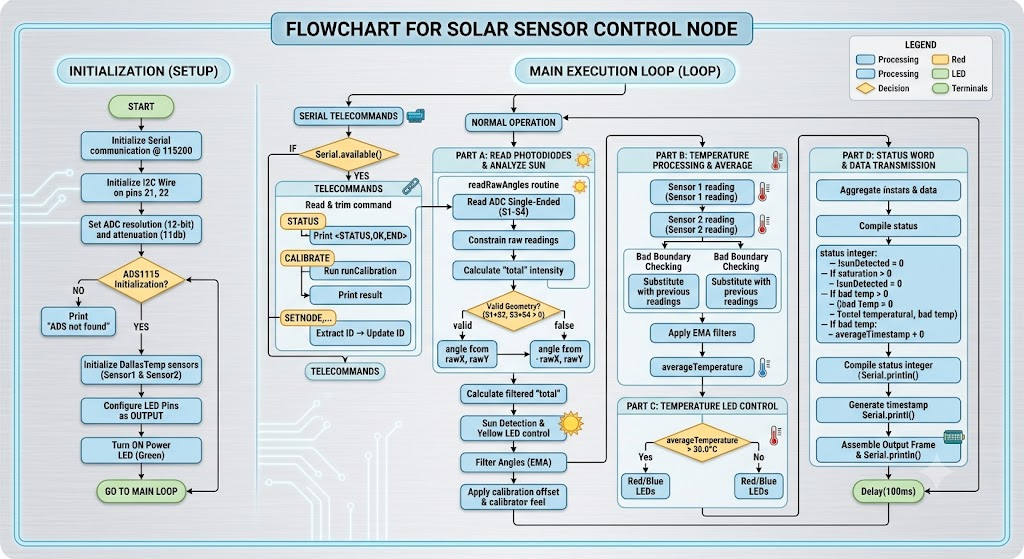 FLOWCHART FOR SOLAR SENSOR CONTROL NODE
LEGEND
Processing
Red
Processing
LED
Decision
Terminals
INITIALIZATION (SETUP)
START
Initialize Serial
communication @ 115200
Initialize I2C Wire
on pins 21, 22
Set ADC resolution (12-bit)
and attenuation (11db)
ADS1115
Initialization?
NO
Print
"ADS not found"
YES
Initialize DallasTemp sensors
(Sensor1 & Sensor2)
Configure LED Pins
as OUTPUT
Turn ON Power
LED (Green)
GO TO MAIN LOOP
MAIN EXECUTION LOOP (LOOP)
SERIAL TELECOMMANDS
IF
Serial.available()
YES
TELECOMMANDS
Read & trim command
STATUS
Print <STATUS,OK,END>
CALIBRATE
Run runCalibration
Print result
SETNODE,...
Extract ID → Update ID
TELECOMMANDS
NORMAL OPERATION
PART A: READ PHOTODIODES
& ANALYZE SUN
readRawAngles routine
Read ADC Single-Ended
(S1-S4)
Constrain raw readings
Calculate "total" intensity
Valid Geometry?
(S1+S2, S3+S4 > 0)
valid
false
angle from
rawX, rawY
angle from
- rawX, rawY
Calculate filtered "total"
Sun Detection &
Yellow LED control
Filter Angles (EMA)
Apply calibration offset
& calibrator feel
PART B: TEMPERATURE
PROCESSING & AVERAGE
Sensor 1 reading
(Sensor 1 reading)
Sensor 2 reading
(Sensor 2 reading)
Bad Boundary
Checking
Bad Boundary
Checking
Substitute
with previous
readings
Substitute
with previous
readings
Apply EMA filters
averageTemperature
PART C: TEMPERATURE LED CONTROL
averageTemperature
> 30.0°C
Yes
No
Red/Blue
LEDs
Red/Blue
LEDs
PART D: STATUS WORD
& DATA TRANSMISSION
Aggregate instats & data
Compile status
status integer:
– IsunDetected = 0
– If saturation > 0
– IsunDetected = 0
– If bad temp > 0
– (bad Temp = 0
– Toxtel temperatural, bad temp)
– If bad temp:
– averageTimestamp + 0
Compile status integer
(Serial.println()
Generate timestamp
Serial.printl()
Assemble Output Frame
& Serial.println()
Delay(100ms)